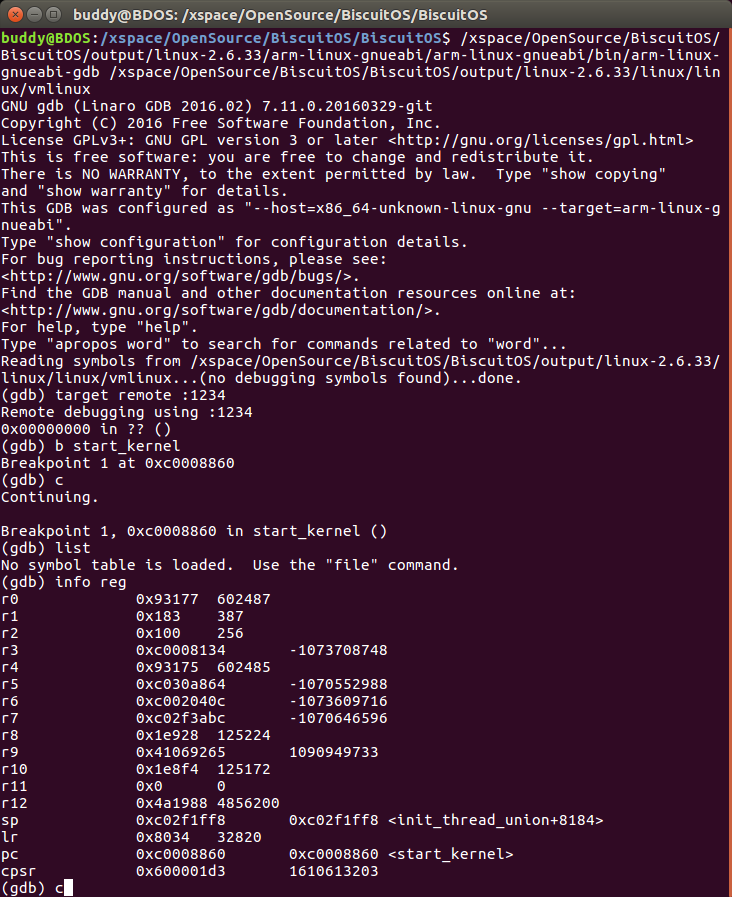 buddy@BDOS: /xspace/OpenSource/BiscuitOS/BiscuitOS
buddy@BDOS:/xspace/OpenSource/BiscuitOS/BiscuitOS$ /xspace/OpenSource/BiscuitOS/
BiscuitOS/output/linux-2.6.33/arm-linux-gnueabi/arm-linux-gnueabi/bin/arm-linux-
gnueabi-gdb /xspace/OpenSource/BiscuitOS/BiscuitOS/output/linux-2.6.33/linux/lin
ux/vmlinux
GNU gdb (Linaro GDB 2016.02) 7.11.0.20160329-git
Copyright (C) 2016 Free Software Foundation, Inc.
License GPLv3+: GNU GPL version 3 or later <http://gnu.org/licenses/gpl.html>
This is free software: you are free to change and redistribute it.
There is NO WARRANTY, to the extent permitted by law.  Type "show copying"
and "show warranty" for details.
This GDB was configured as "--host=x86_64-unknown-linux-gnu --target=arm-linux-g
nueabi".
Type "show configuration" for configuration details.
For bug reporting instructions, please see:
<http://www.gnu.org/software/gdb/bugs/>.
Find the GDB manual and other documentation resources online at:
<http://www.gnu.org/software/gdb/documentation/>.
For help, type "help".
Type "apropos word" to search for commands related to "word"...
Reading symbols from /xspace/OpenSource/BiscuitOS/BiscuitOS/output/linux-2.6.33/
linux/linux/vmlinux...(no debugging symbols found)...done.
(gdb) target remote :1234
Remote debugging using :1234
0x00000000 in ?? ()
(gdb) b start_kernel
Breakpoint 1 at 0xc0008860
(gdb) c
Continuing.
Breakpoint 1, 0xc0008860 in start_kernel ()
(gdb) list
No symbol table is loaded.  Use the "file" command.
(gdb) info reg
r0             0x93177  602487
r1             0x183    387
r2             0x100    256
r3             0xc0008134       -1073708748
r4             0x93175  602485
r5             0xc030a864       -1070552988
r6             0xc002040c       -1073609716
r7             0xc02f3abc       -1070646596
r8             0x1e928  125224
r9             0x41069265       1090949733
r10            0x1e8f4  125172
r11            0x0      0
r12            0x4a1988 4856200
sp             0xc02f1ff8       0xc02f1ff8 <init_thread_union+8184>
lr             0x8034   32820
pc             0xc0008860       0xc0008860 <start_kernel>
cpsr           0x600001d3       1610613203
(gdb) c